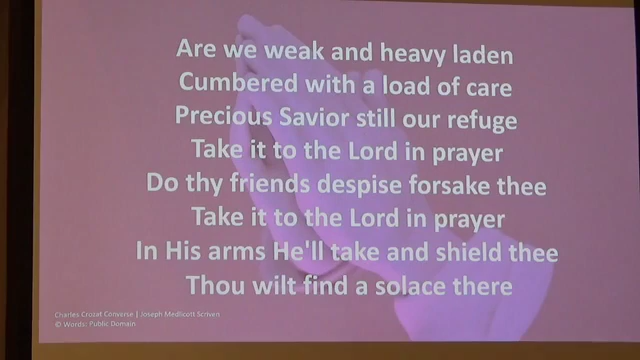 Are we weak and heavy laden
Cumbered with a load of care
Precious Savior still our refuge
Take it to the Lord in prayer
Do thy friends despise forsake thee
Take it to the Lord in prayer
In His arms He'll take and shield thee
Thou wilt find a solace there
Charles Crozat Converse | Joseph Medlicott Scriven
© Words: Public Domain